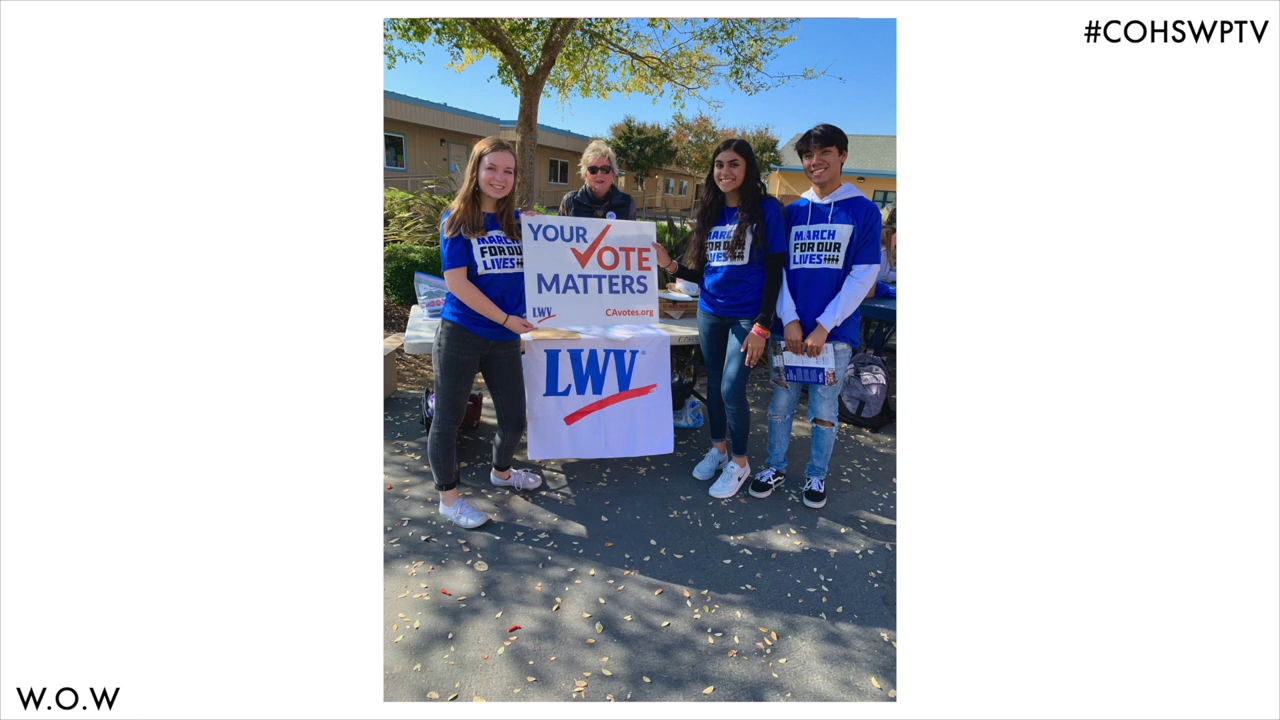 #COHSWPTV
YOUR
VOTE
MATTERS
LWV
CAvotes.org
LWV
MARCH
FOR OUR
LIVES
MARCH
FOR OUR
LIVES
MARCH
FOR OUR
LIVES
COHS
W.O.W